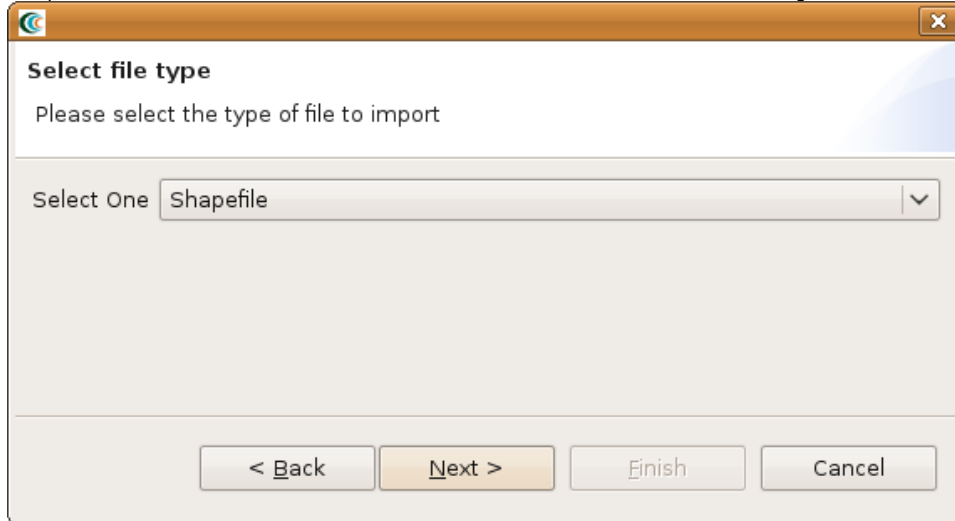 Select file type
Please select the type of file to import
Select One Shapefile
< Back Next > Finish Cancel